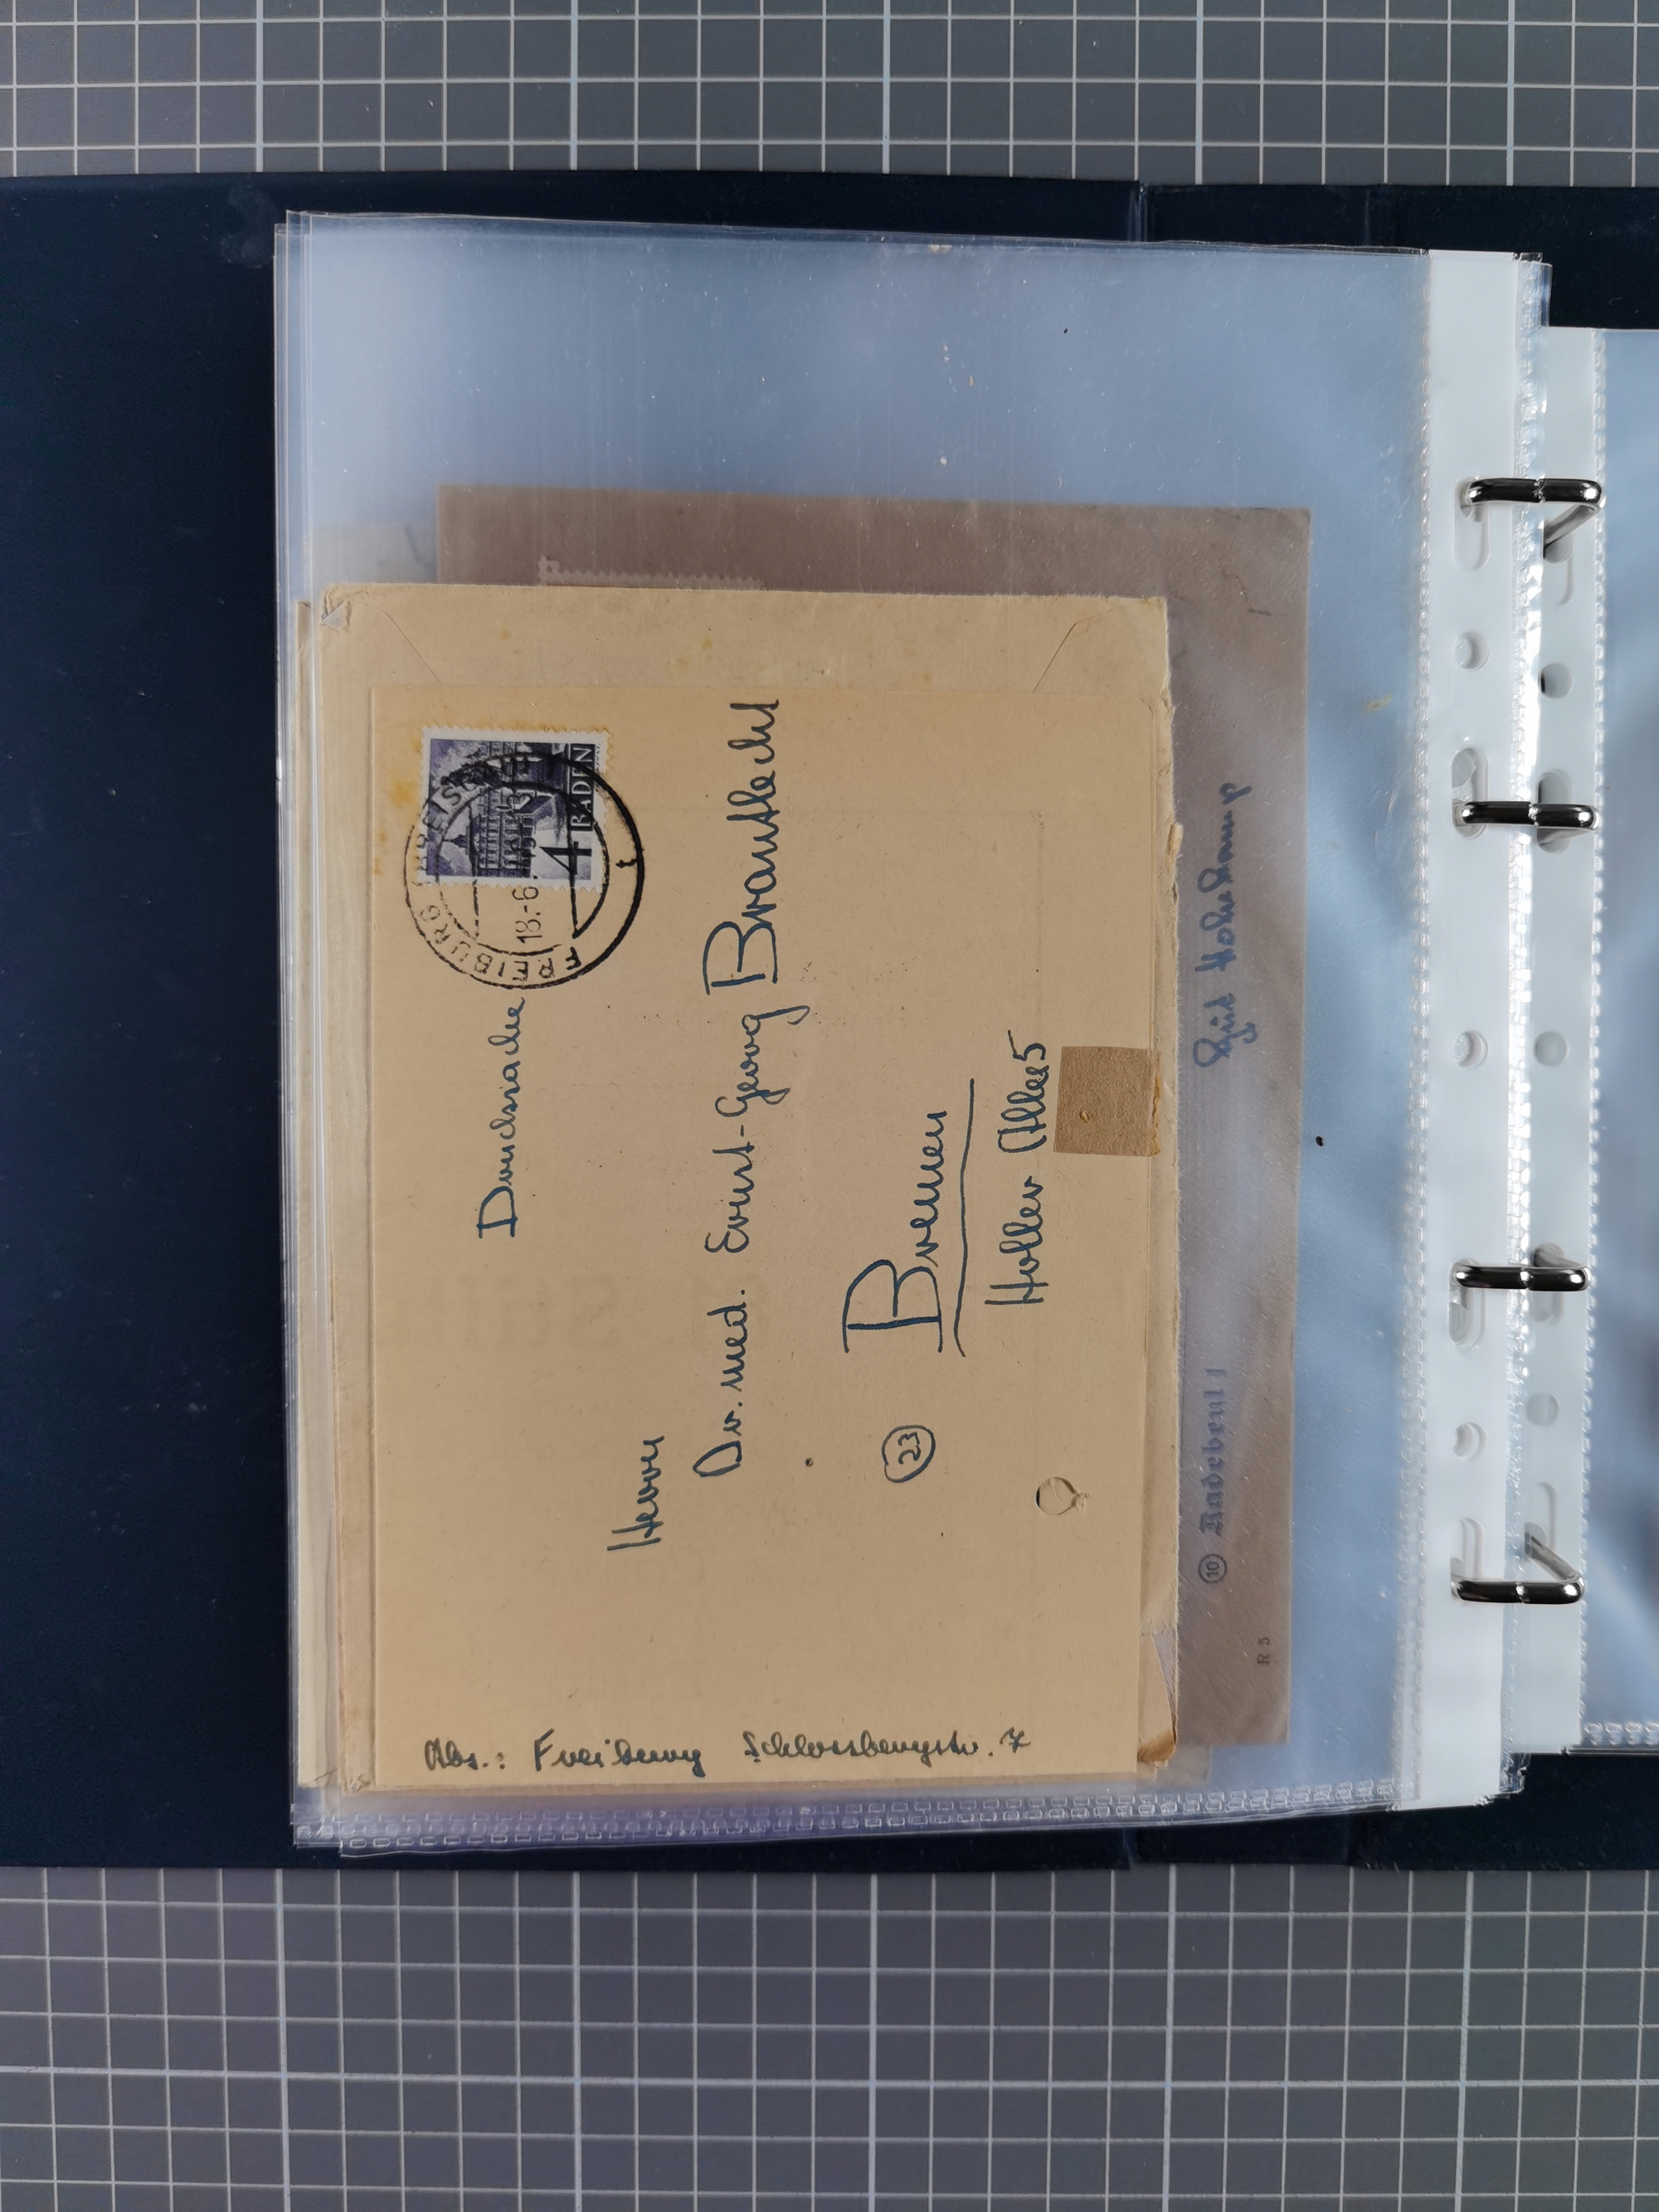 Drucksache
FREIBURG
18.-6.
4
BADEN
t
Herrn
Dr. med. Ernst-Georg Brautlecht
(23) Bremen
Holler Allee 5
Abs.: Freiburg Schlossbergstr. 7
(10) Radebeul 1
R 5